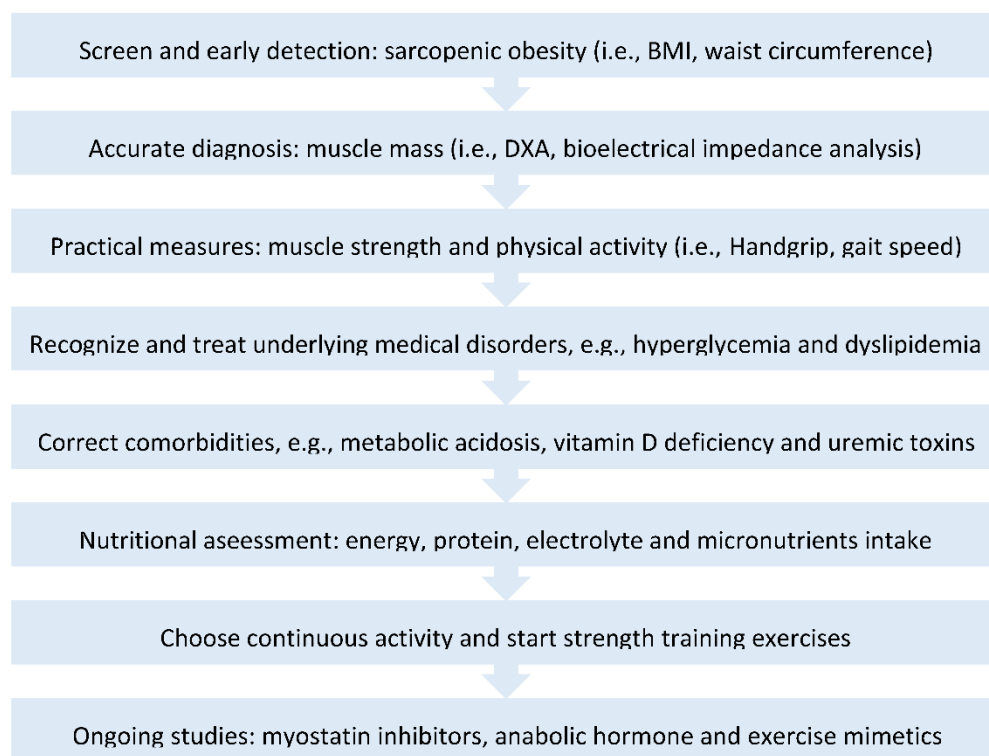 Screen and early detection: sarcopenic obesity (i.e., BMI, waist circumference)
Accurate diagnosis: muscle mass (i.e., DXA, bioelectrical impedance analysis)
Practical measures: muscle strength and physical activity (i.e., Handgrip, gait speed)
Recognize and treat underlying medical disorders, e.g., hyperglycemia and dyslipidemia
Correct comorbidities, e.g., metabolic acidosis, vitamin D deficiency and uremic toxins
Nutritional aseessment: energy, protein, electrolyte and micronutrients intake
Choose continuous activity and start strength training exercises
Ongoing studies: myostatin inhibitors, anabolic hormone and exercise mimetics